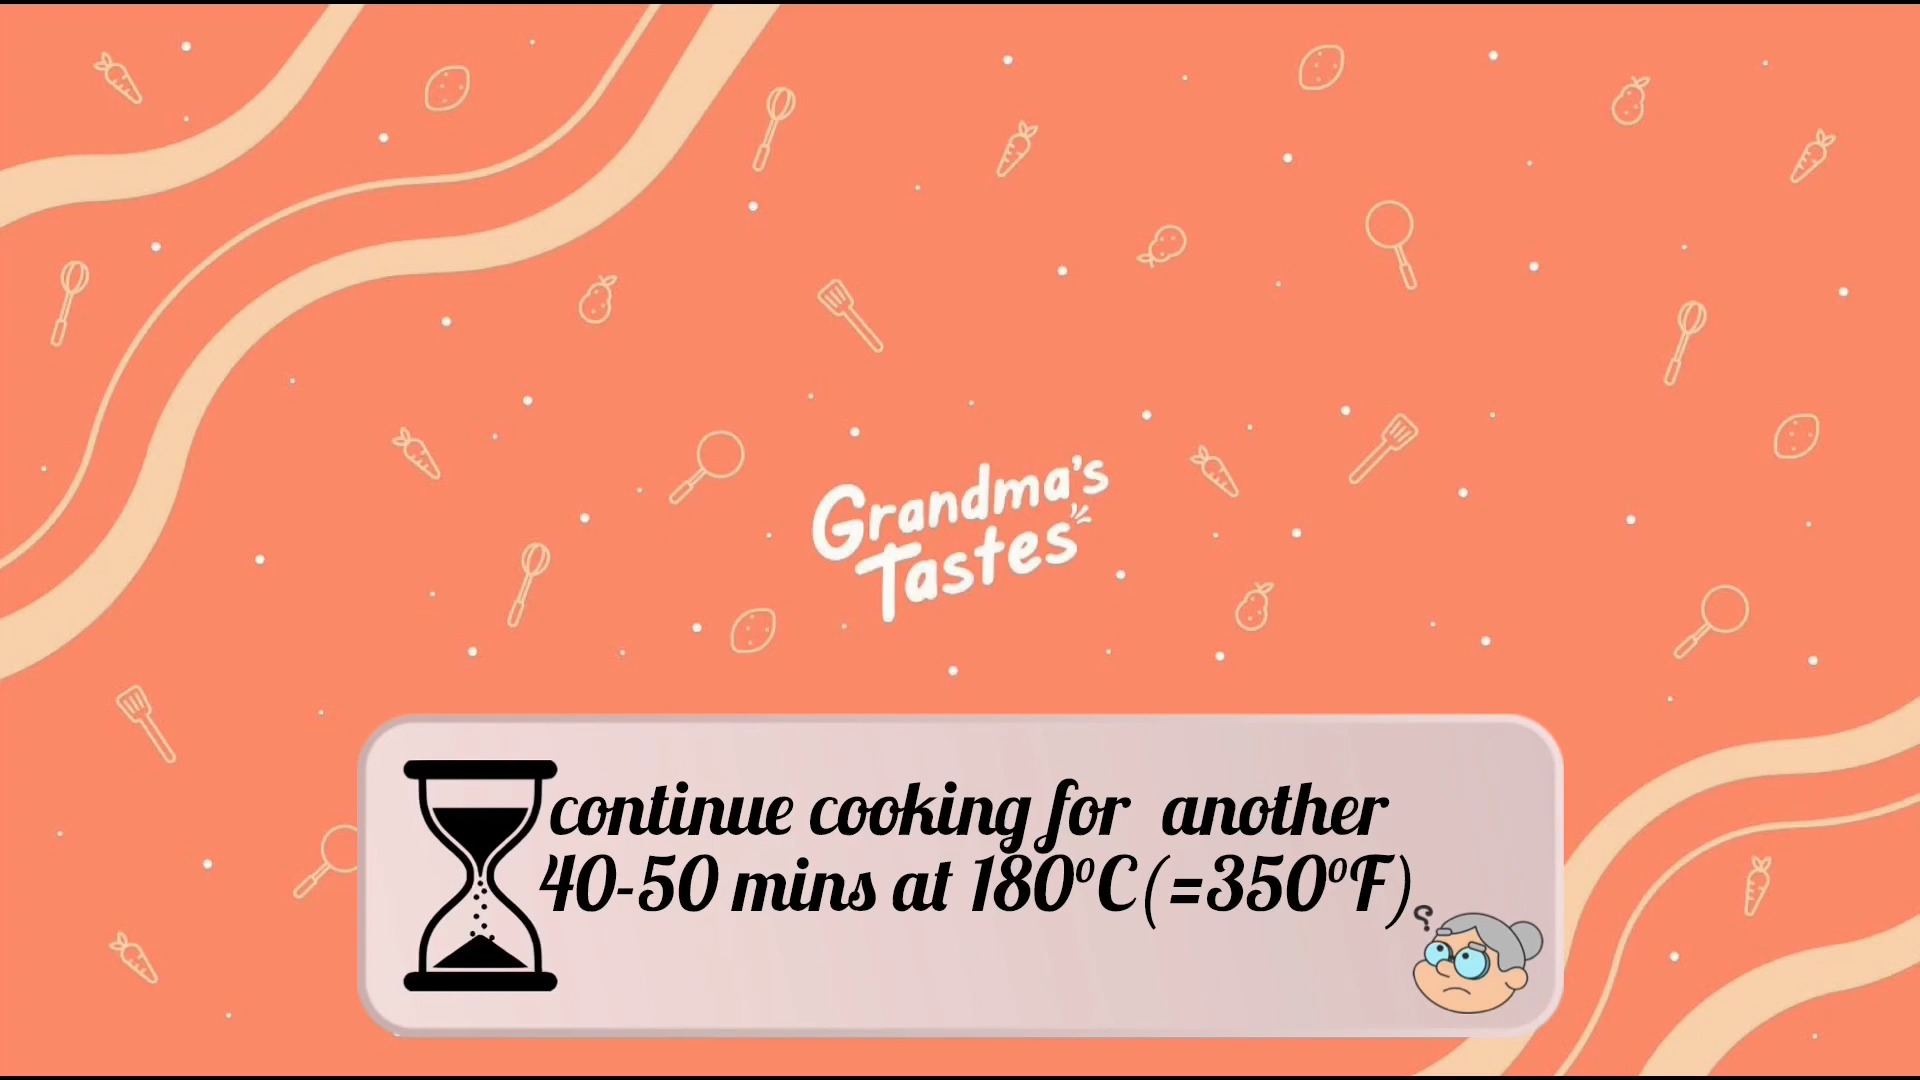 Grandma's
Tastes
continue cooking for another
40-50 mins at 180ºC(=350ºF)
?